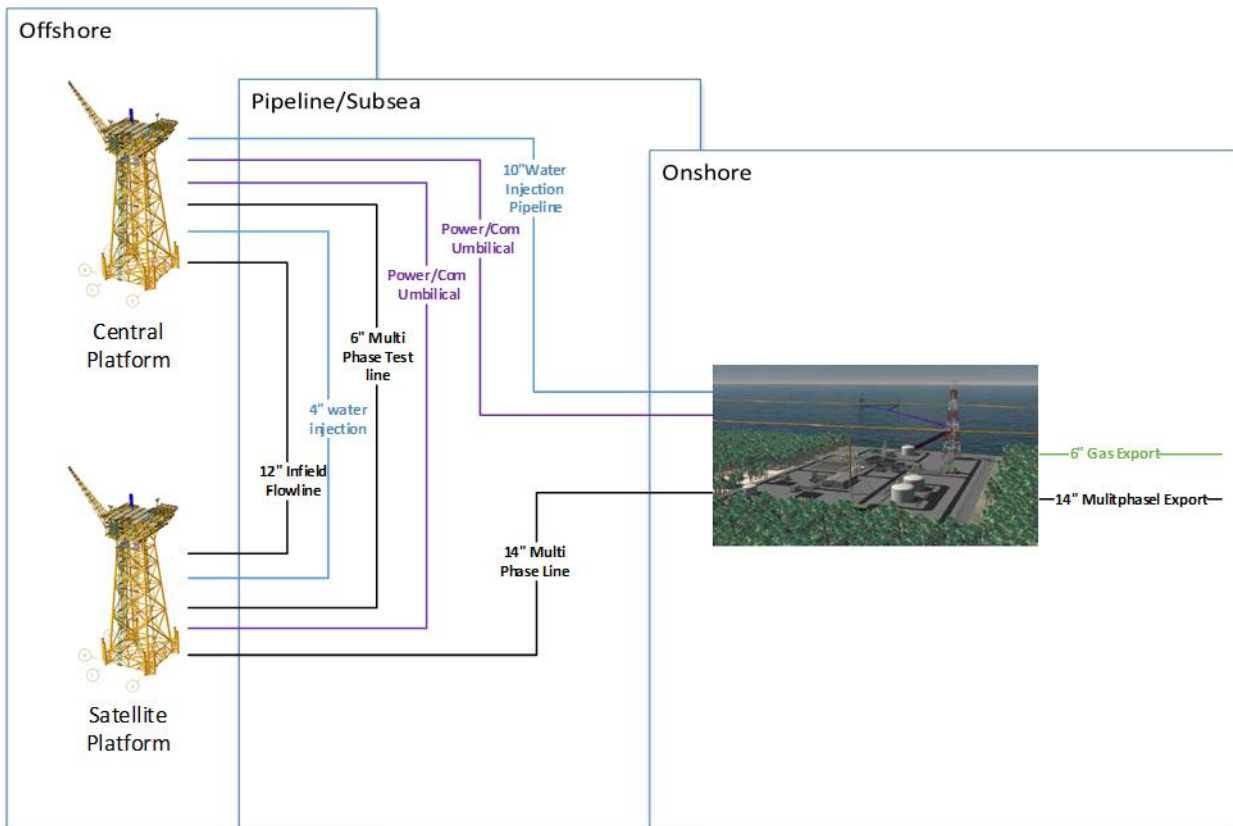 Offshore
Pipeline/Subsea
Onshore
10"Water
Injection
Pipeline
Power/Com
Umbilical
Power/Com
Umbilical
Central
Platform
6" Multi
Phase Test
line
4" water
injection
12" Infield
Flowline
6" Gas Export
14" Mulitphasel Export
14" Multi
Phase Line
Satellite
Platform